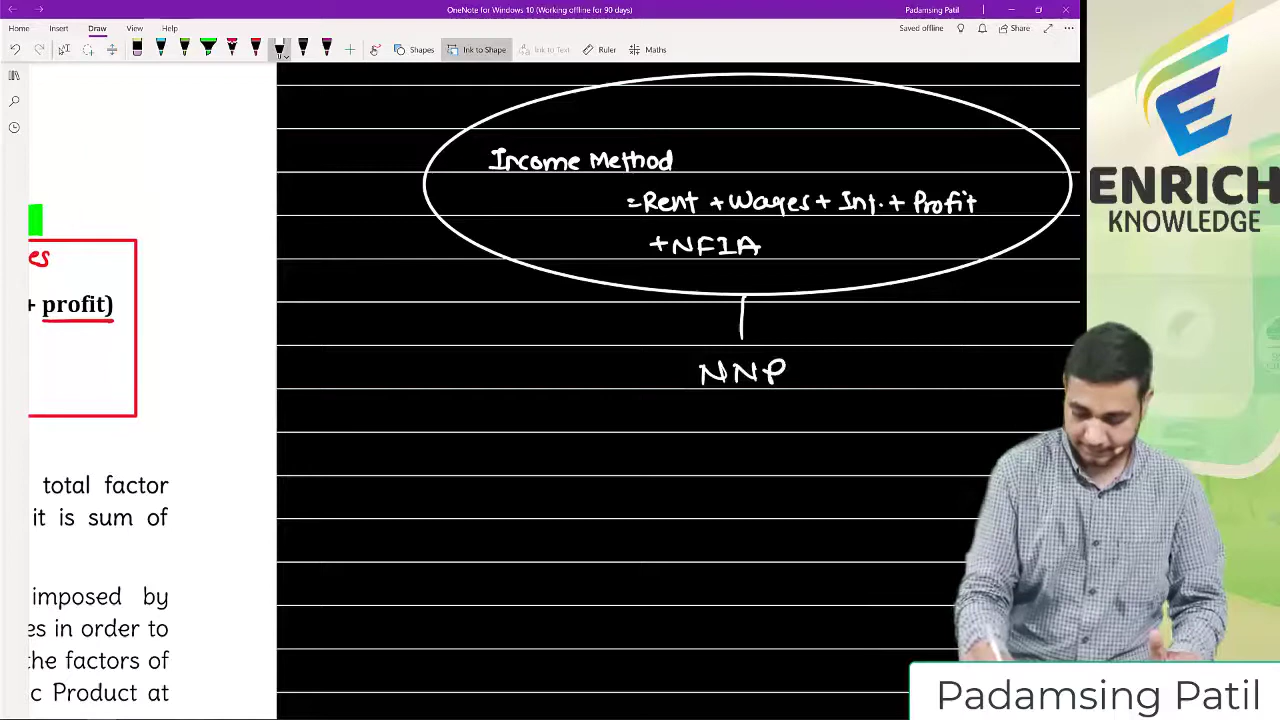 OneNote for Windows 10 (Working offline for 90 days)
Padamsing Patil
Home Insert Draw View Help
Saved offline
Share
Shapes
Ink to Shape
Ink to Text
Ruler
Maths
Income Method
=Rent +Wages + Int. + Profit
+NFIA
NNP
es
+ profit)
total factor
it is sum of
imposed by
es in order to
the factors of
c Product at
ENRICH
KNOWLEDGE
Padamsing Patil